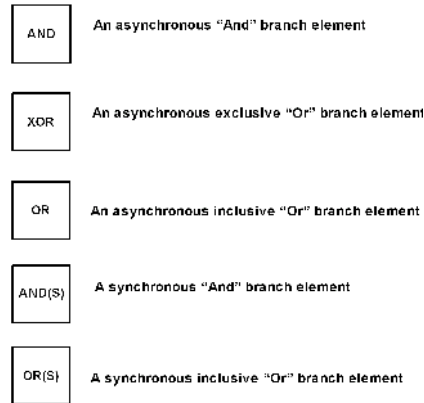 AND An asynchronous “And” branch element
XOR An asynchronous exclusive “Or” branch element
OR An asynchronous inclusive “Or” branch element
AND(S) A synchronous “And” branch element
OR(S) A synchronous inclusive “Or” branch element